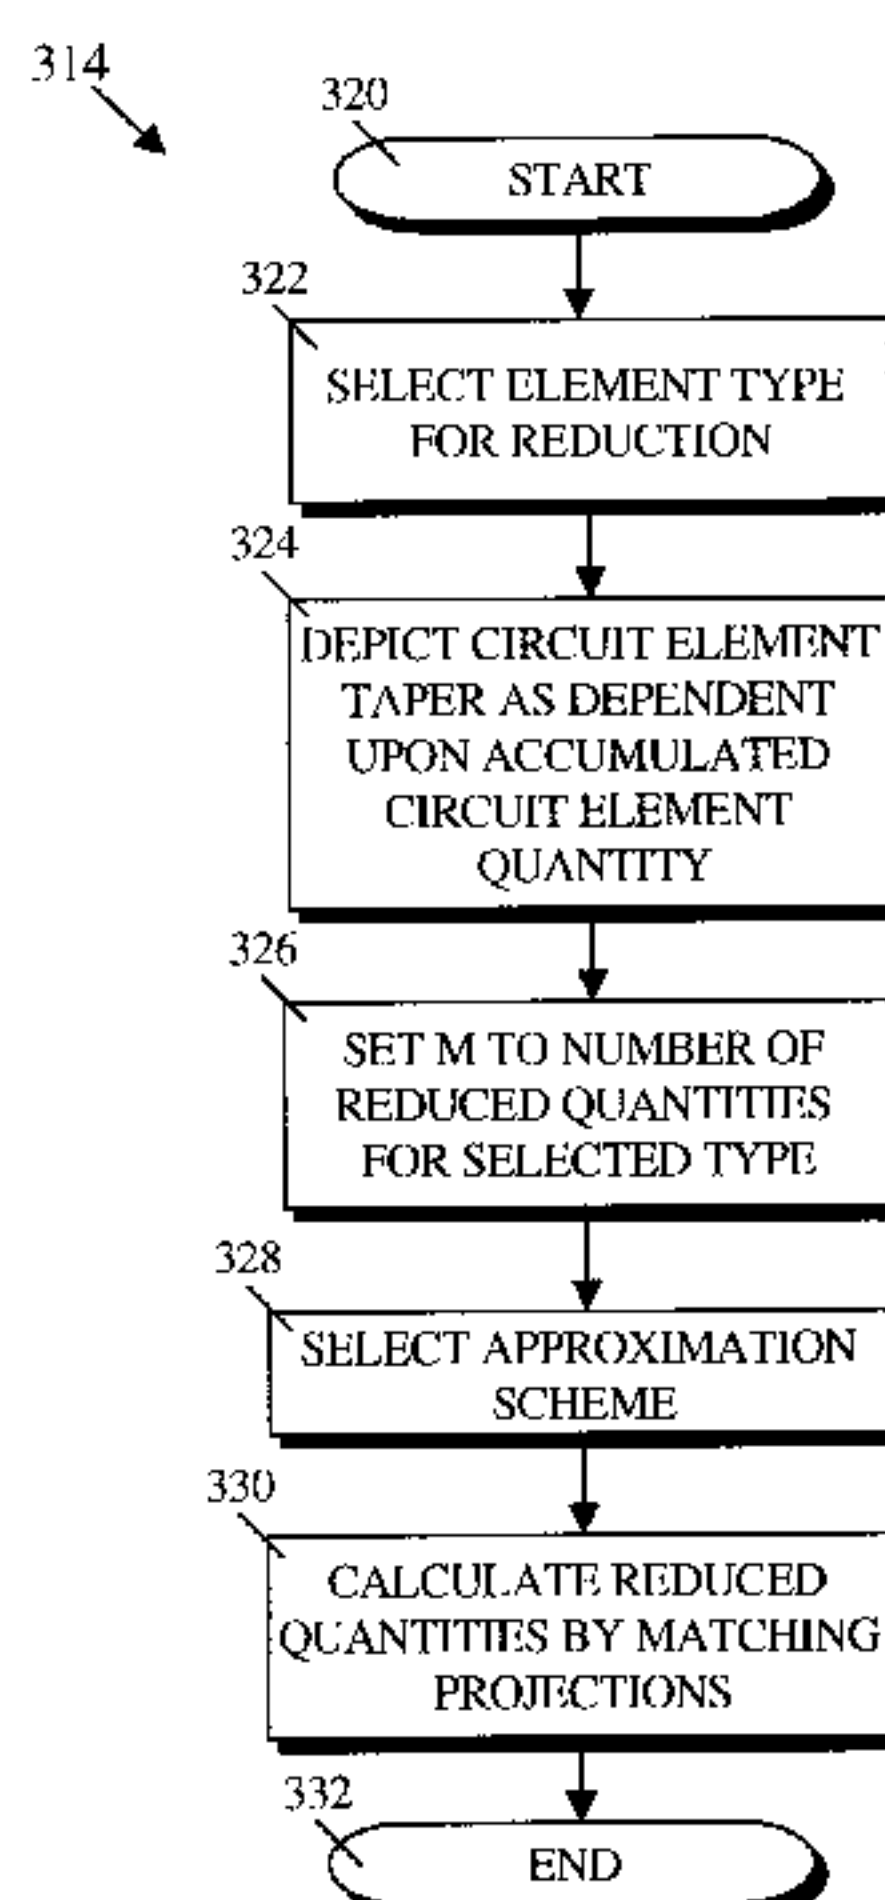 314
320
START
322
SELECT ELEMENT TYPE
FOR REDUCTION
324
DEPICT CIRCUIT ELEMENT
TAPER AS DEPENDENT
UPON ACCUMULATED
CIRCUIT ELEMENT
QUANTITY
326
SET M TO NUMBER OF
REDUCED QUANTITIES
FOR SELECTED TYPE
328
SELECT APPROXIMATION
SCHEME
330
CALCULATE REDUCED
QUANTITIES BY MATCHING
PROJECTIONS
332
END